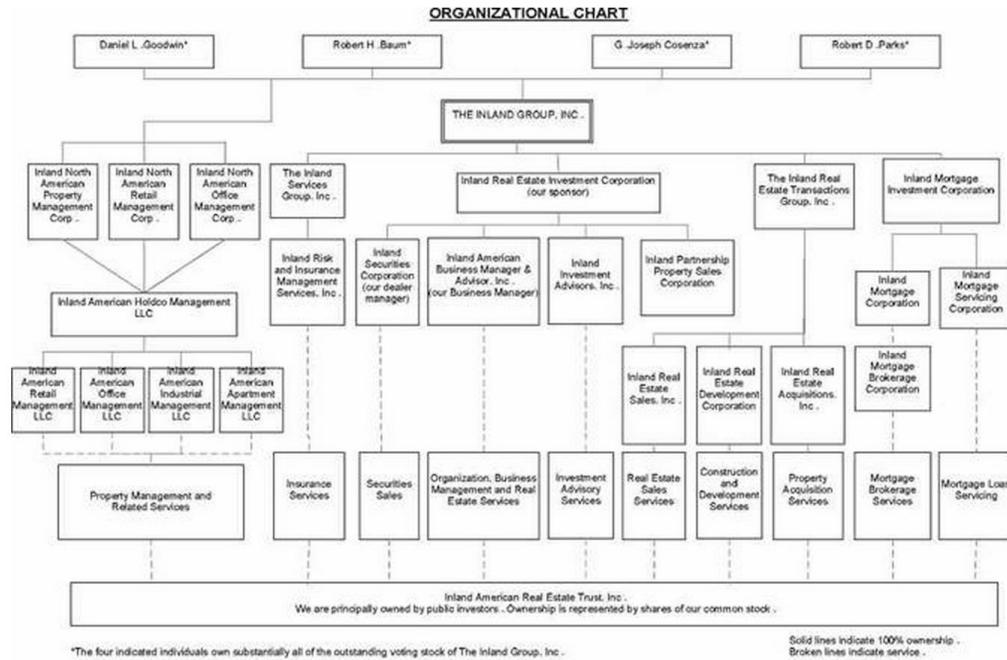 ORGANIZATIONAL CHART
Daniel L .Goodwin*
Robert H .Baum*
G .Joseph Cosenza*
Robert D .Parks*
THE INLAND GROUP, INC .
Inland North
American
Property
Management
Corp .
Inland North
American
Retail
Management
Corp .
Inland North
American
Office
Management
Corp .
The Inland
Services
Group, Inc .
Inland Real Estate Investment Corporation
(our sponsor)
The Inland Real
Estate Transactions
Group, Inc .
Inland Mortgage
Investment Corporation
Inland Risk
and Insurance
Management
Services, Inc .
Inland
Securities
Corporation
(our dealer
manager)
Inland American
Business Manager &
Advisor, Inc .
(our Business Manager)
Inland
Investment
Advisors, Inc .
Inland Partnership
Property Sales
Corporation
Inland
Mortgage
Corporation
Inland
Mortgage
Servicing
Corporation
Inland American Holdco Management
LLC
Inland
American
Retail
Management
LLC
Inland
American
Office
Management
LLC
Inland
American
Industrial
Management
LLC
Inland
American
Apartment
Management
LLC
Inland Real
Estate
Sales, Inc .
Inland Real
Estate
Development
Corporation
Inland Real
Estate
Acquisitions,
Inc .
Inland
Mortgage
Brokerage
Corporation
Property Management and
Related Services
Insurance
Services
Securities
Sales
Organization, Business
Management and Real
Estate Services
Investment
Advisory
Services
Real Estate
Sales
Services
Construction
and
Development
Services
Property
Acquisition
Services
Mortgage
Brokerage
Services
Mortgage Loan
Servicing
Inland American Real Estate Trust, Inc .
We are principally owned by public investors . Ownership is represented by shares of our common stock .
*The four indicated individuals own substantially all of the outstanding voting stock of The Inland Group, Inc .
Solid lines indicate 100% ownership .
Broken lines indicate service .